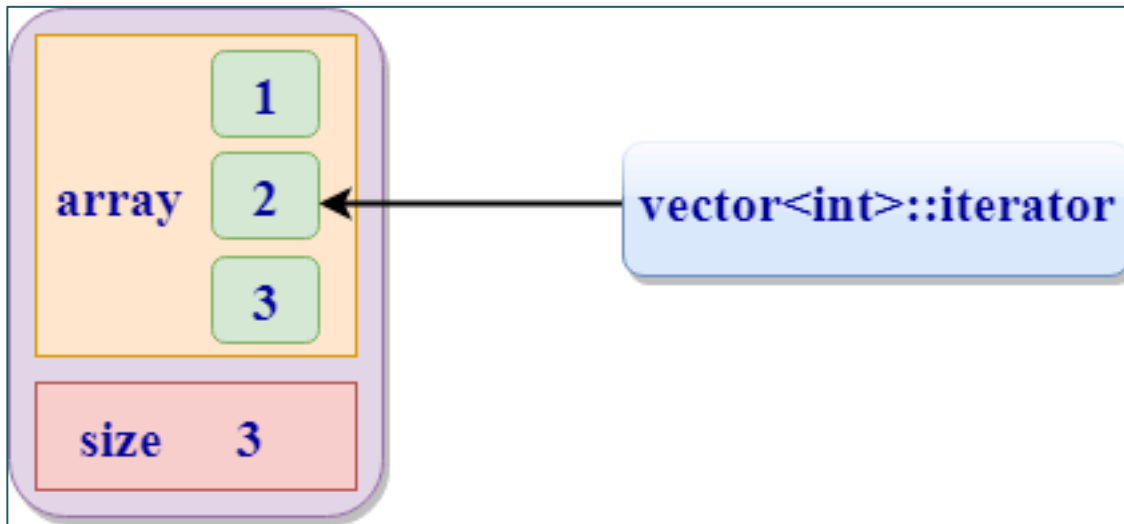 1
array 2
3
vector<int>::iterator
size 3